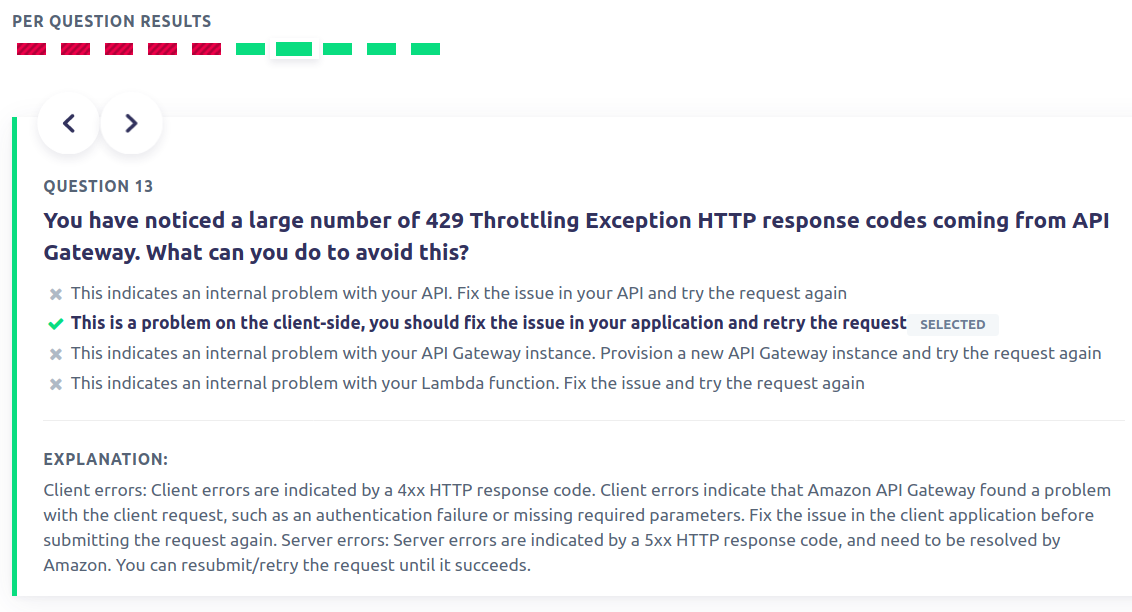 PER QUESTION RESULTS
QUESTION 13
You have noticed a large number of 429 Throttling Exception HTTP response codes coming from API
Gateway. What can you do to avoid this?
This indicates an internal problem with your API. Fix the issue in your API and try the request again
This is a problem on the client-side, you should fix the issue in your application and retry the request SELECTED
This indicates an internal problem with your API Gateway instance. Provision a new API Gateway instance and try the request again
This indicates an internal problem with your Lambda function. Fix the issue and try the request again
EXPLANATION:
Client errors: Client errors are indicated by a 4xx HTTP response code. Client errors indicate that Amazon API Gateway found a problem
with the client request, such as an authentication failure or missing required parameters. Fix the issue in the client application before
submitting the request again. Server errors: Server errors are indicated by a 5xx HTTP response code, and need to be resolved by
Amazon. You can resubmit/retry the request until it succeeds.